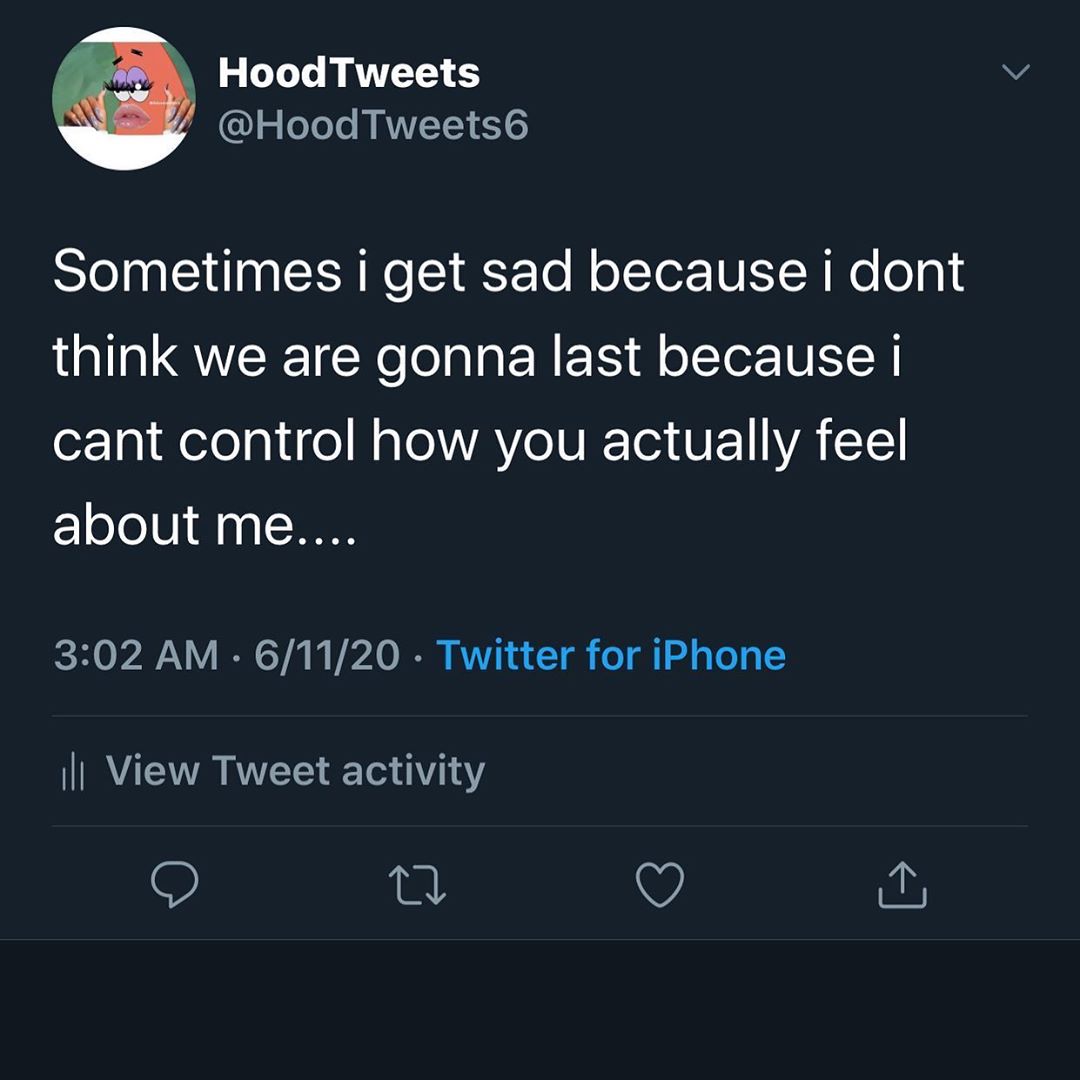 HoodTweets
@HoodTweets6
Sometimes i get sad because i dont
think we are gonna last because i
cant control how you actually feel
about me....
3:02 AM · 6/11/20 · Twitter for iPhone
View Tweet activity